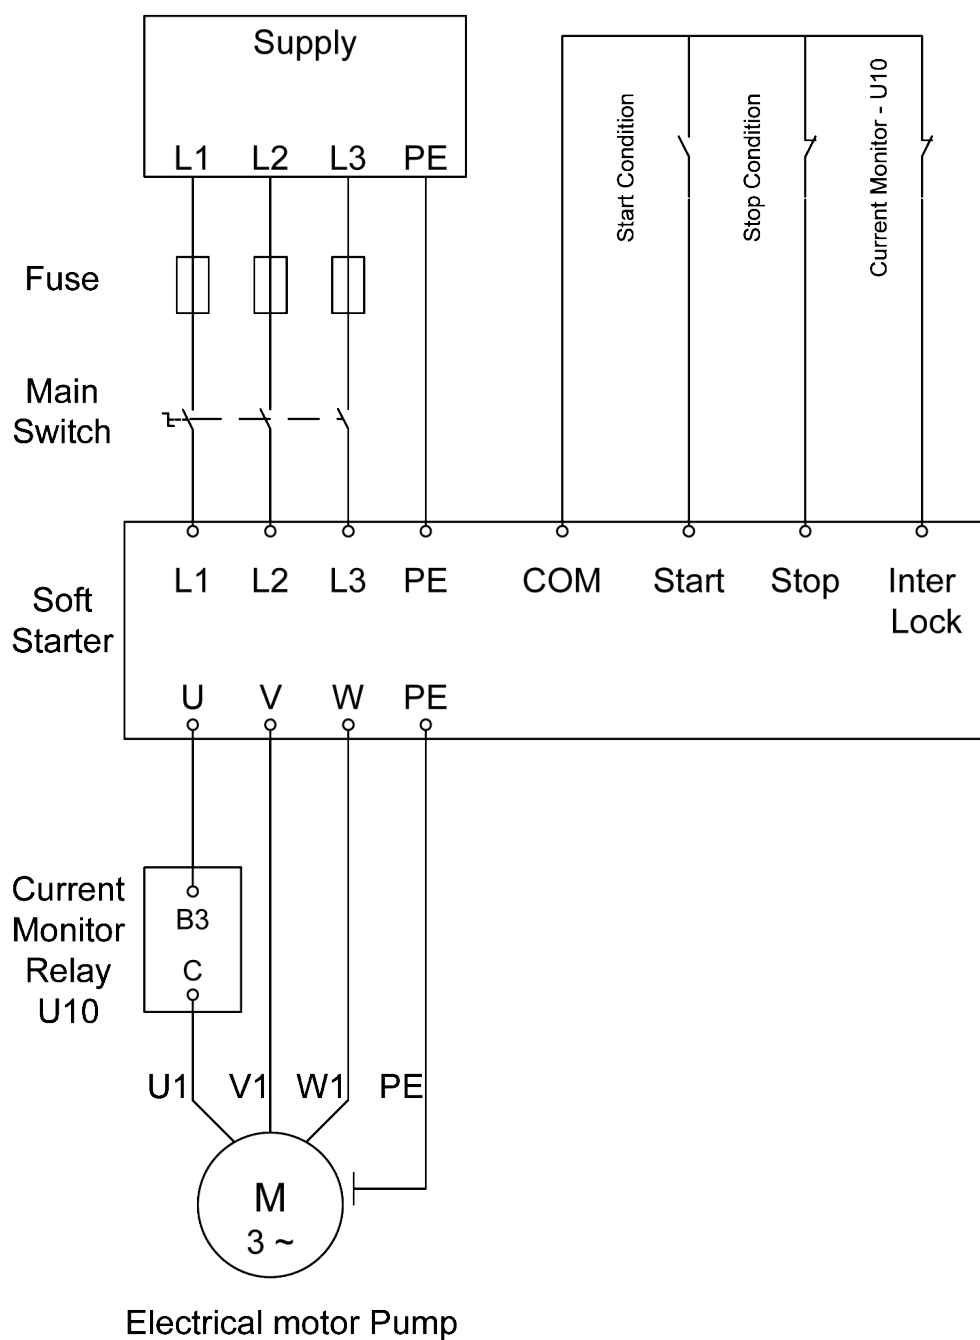 Supply
L1 L2 L3 PE
Start Condition
Stop Condition
Current Monitor - U10
Fuse
Main
Switch
L1 L2 L3 PE COM Start Stop Inter
Lock
Soft
Starter
U V W PE
Current
Monitor
Relay
U10
B3
C
U1 V1 W1 PE
M
3 ~
Electrical motor Pump